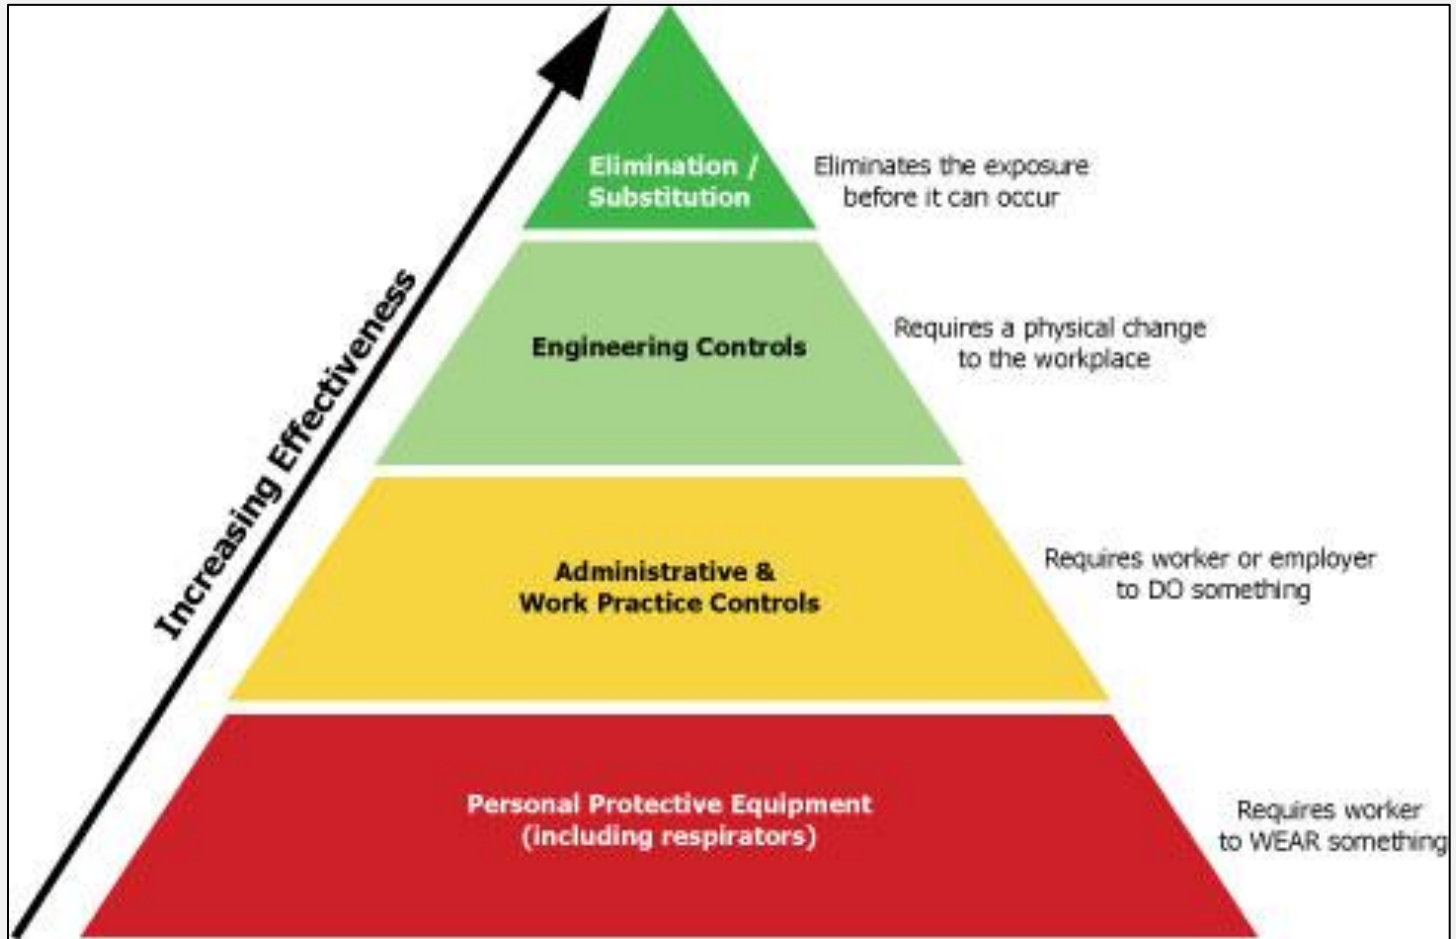 Increasing Effectiveness
Elimination /
Substitution
Eliminates the exposure
before it can occur
Engineering Controls
Requires a physical change
to the workplace
Administrative &
Work Practice Controls
Requires worker or employer
to DO something
Personal Protective Equipment
(including respirators)
Requires worker
to WEAR something